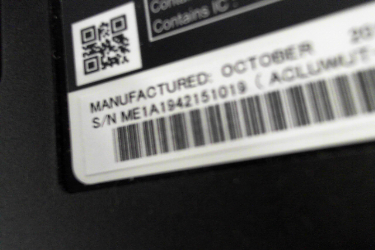 Contains IC :
MANUFACTURED: OCTOBER
S/N ME1A1942151019 (